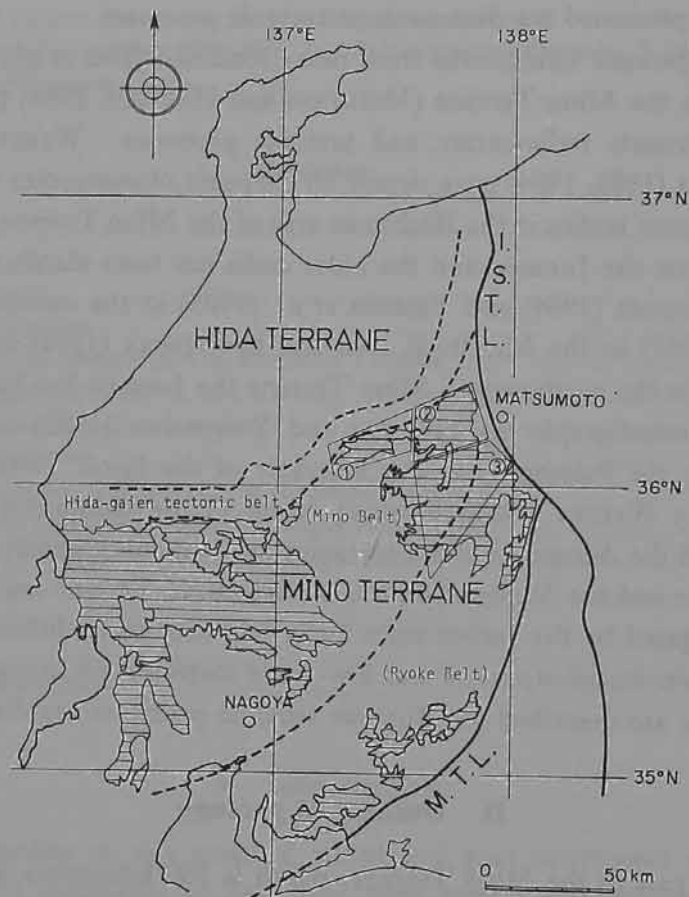 137°E
138°E
37°N
I.
S.
T.
L.
HIDA TERRANE
MATSUMOTO
②
①
③
36°N
Hida-gaien tectonic belt
(Mino Belt)
MINO TERRANE
(Ryoke Belt)
NAGOYA
35°N
M.T.L.
0 50km